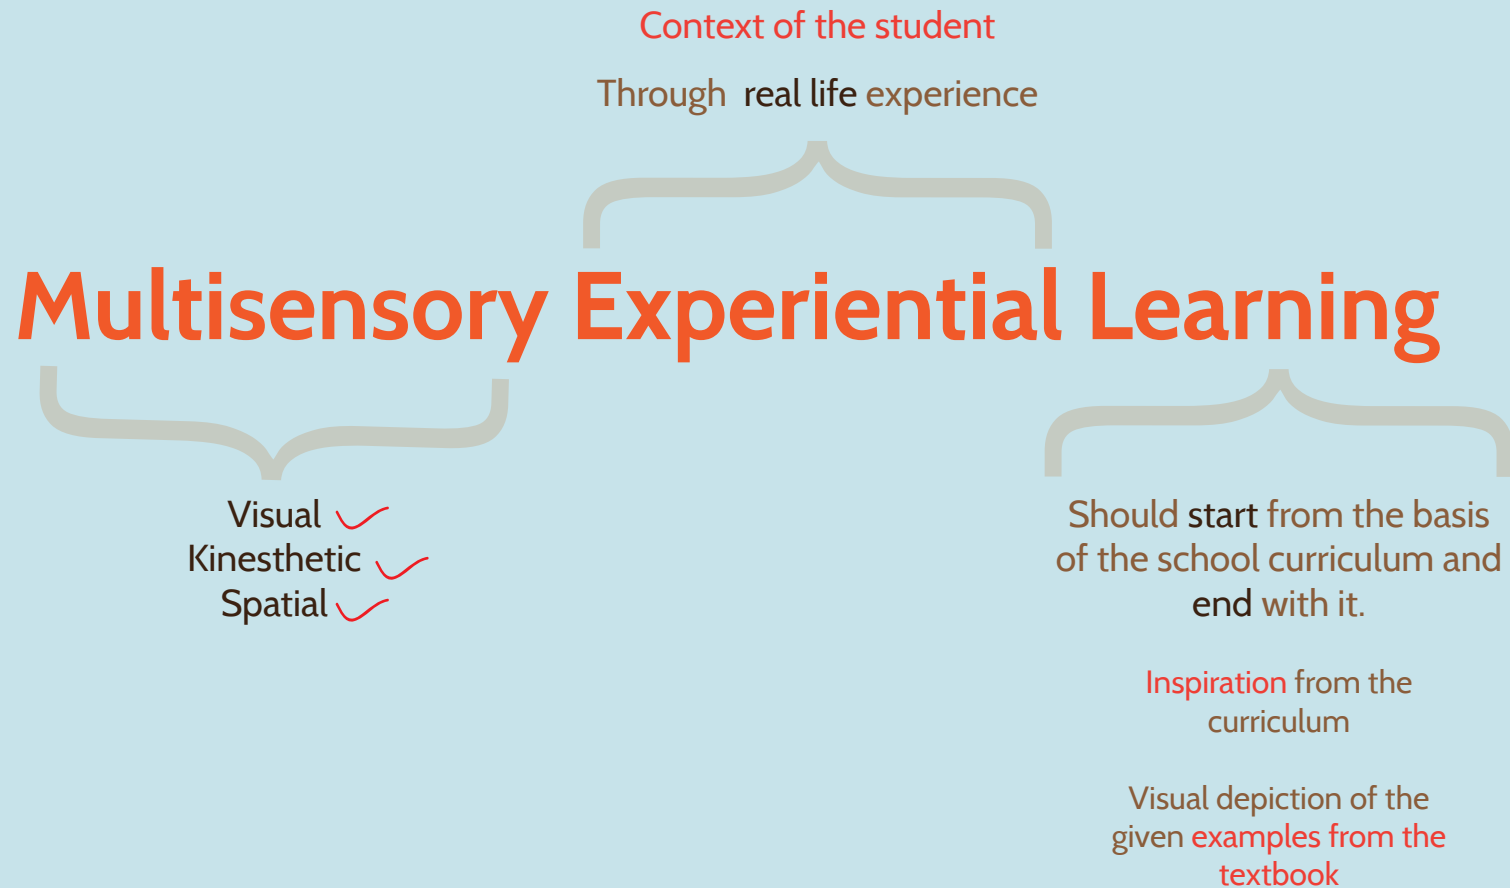 Context of the student
Through real life experience
Multisensory Experiential Learning
Visual
Kinesthetic
Spatial
Should start from the basis
of the school curriculum and
end with it.
Inspiration from the
curriculum
Visual depiction of the
given examples from the
textbook